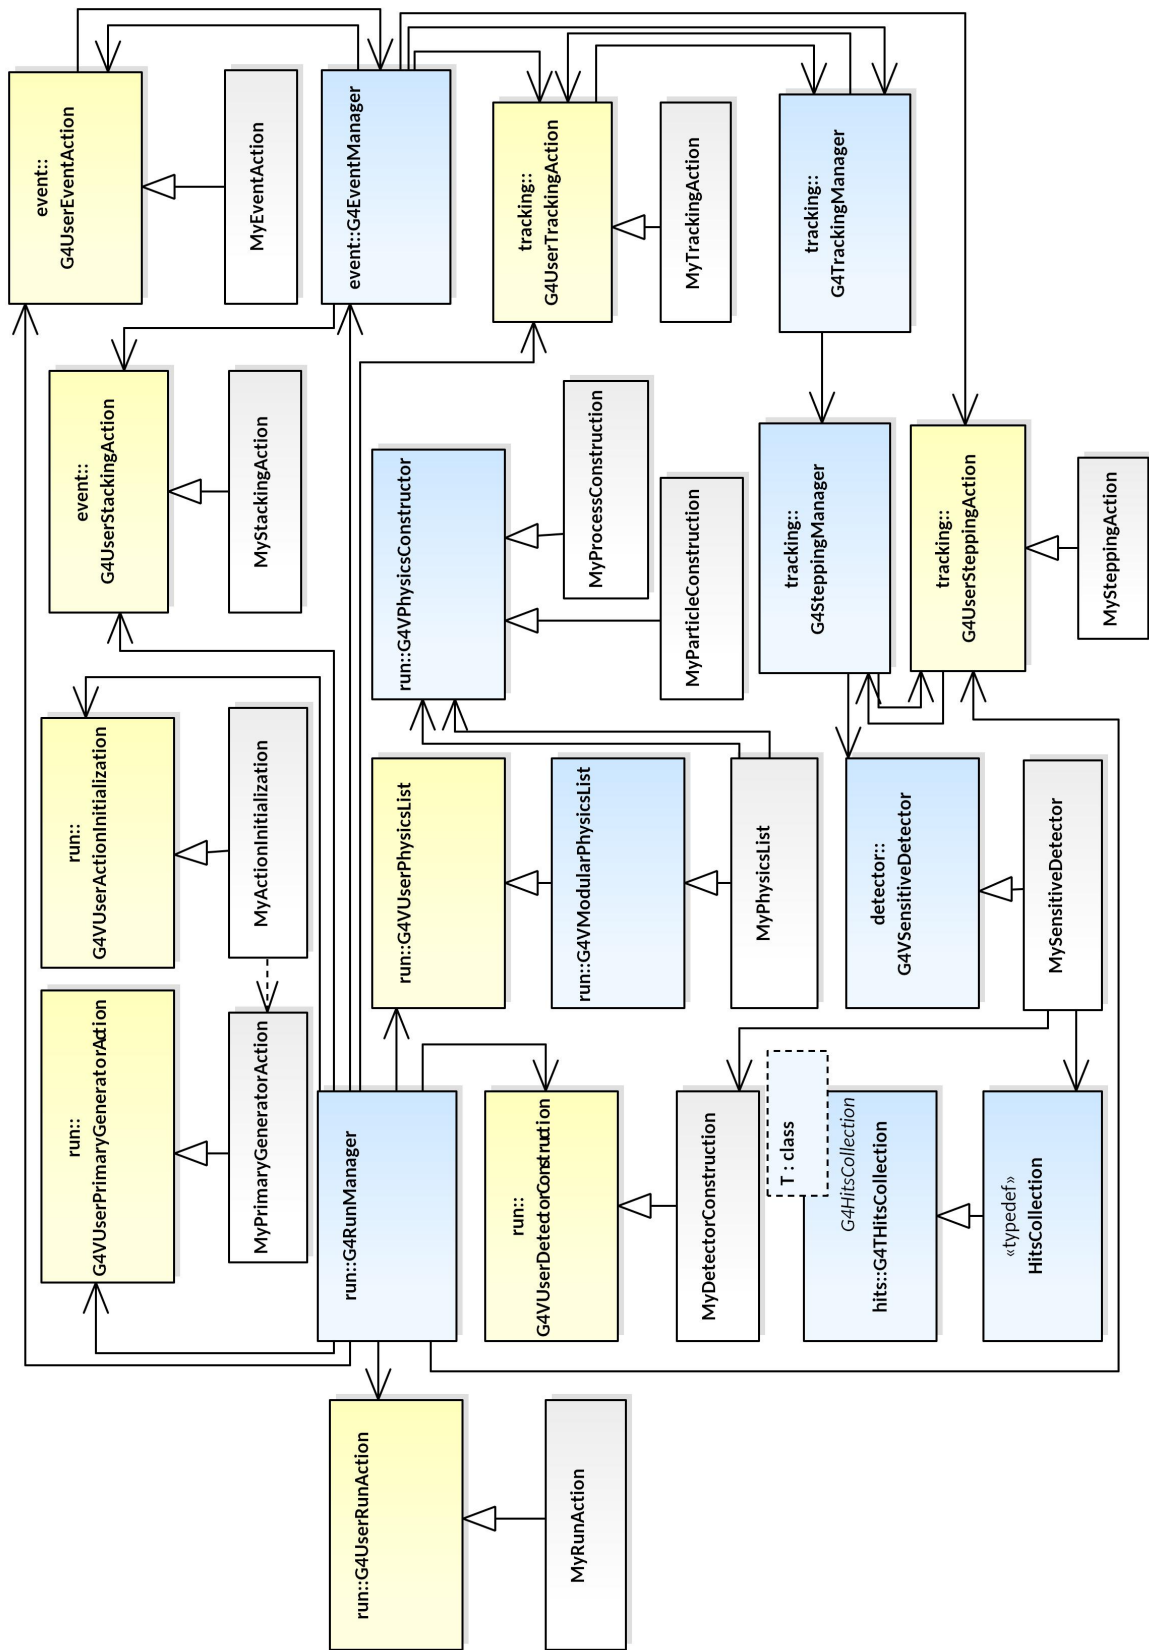 run::
G4VUserPrimaryGeneratorAction
run::
G4VUserActionInitialization
event::
G4UserStackingAction
event::
G4UserEventAction
MyPrimaryGeneratorAction
MyActionInitialization
MyStackingAction
MyEventAction
run::G4UserRunAction
run::G4RunManager
event::G4EventManager
run::G4VUserPhysicsList
run::G4VPhysicsConstructor
run::
G4VUserDetectorConstruction
tracking::
G4UserTrackingAction
MyRunAction
run::G4VModularPhysicsList
MyProcessConstruction
MyDetectorConstruction
MyParticleConstruction
MyTrackingAction
MyPhysicsList
T : class
G4HitsCollection
hits::G4THitsCollection
tracking::
G4SteppingManager
tracking::
G4TrackingManager
detector::
G4VSensitiveDetector
tracking::
G4UserSteppingAction
«typedef»
HitsCollection
MySensitiveDetector
MySteppingAction